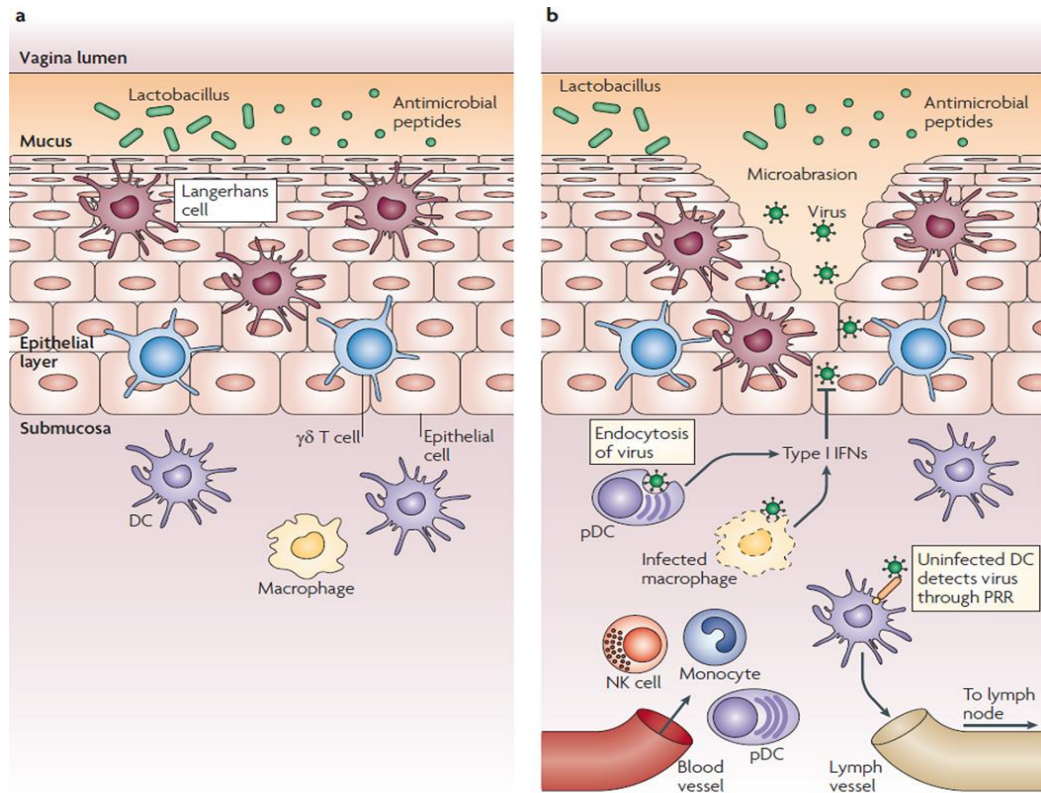 a
Vagina lumen
Lactobacillus
Antimicrobial
peptides
Mucus
Langerhans
cell
Epithelial
layer
Submucosa
γδ T cell
Epithelial
cell
DC
Macrophage
b
Lactobacillus
Antimicrobial
peptides
Microabrasion
Virus
Endocytosis
of virus
Type I IFNs
pDC
Infected
macrophage
Uninfected DC
detects virus
through PRR
NK cell
Monocyte
pDC
To lymph
node
Blood
vessel
Lymph
vessel